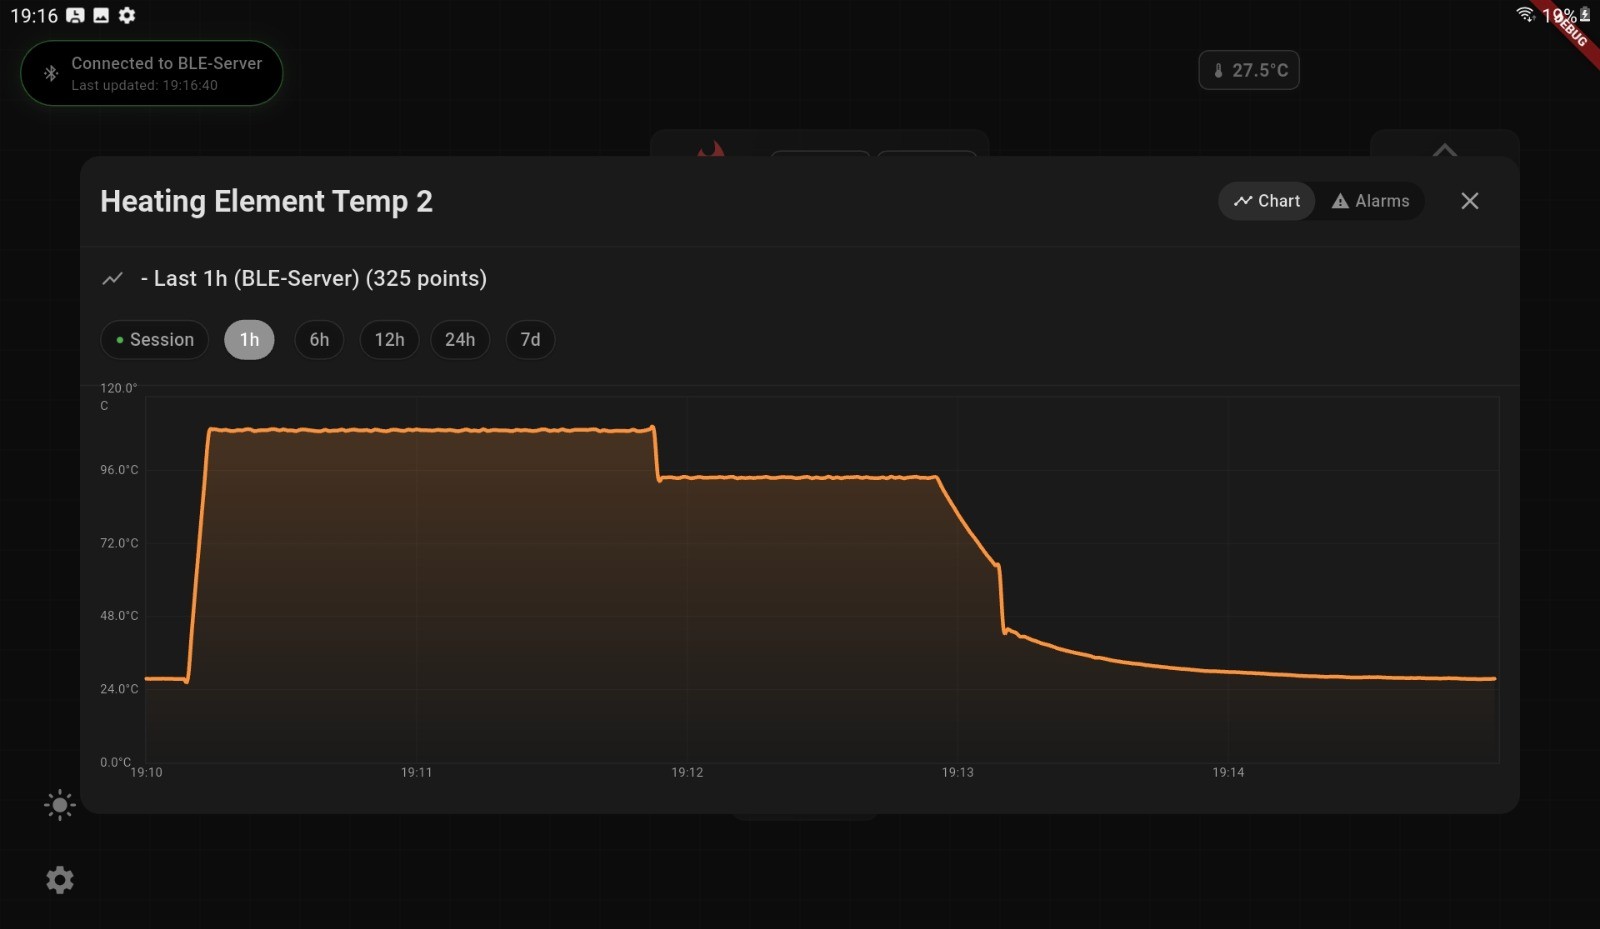 19:16
19%
DEBUG
Connected to BLE-Server
Last updated: 19:16:40
27.5°C
Heating Element Temp 2
Chart
Alarms
- Last 1h (BLE-Server) (325 points)
Session
1h
6h
12h
24h
7d
120.0°
C
96.0°C
72.0°C
48.0°C
24.0°C
0.0°C
19:10
19:11
19:12
19:13
19:14